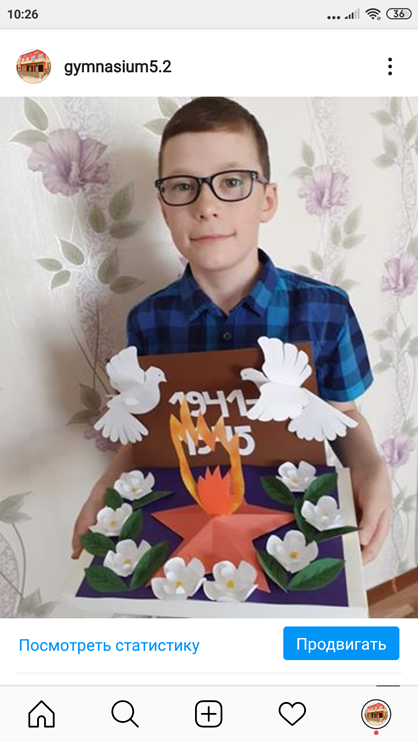 10:26
36
gymnasium5.2
1941-
1945
Посмотреть статистику
Продвигать